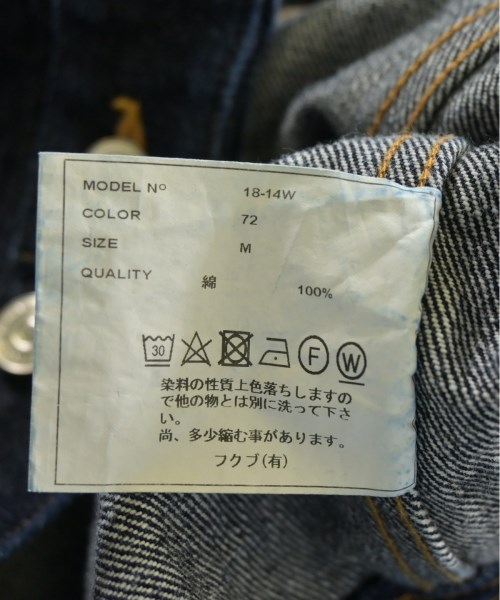 MODEL Nº 18-14W
COLOR 72
SIZE M
QUALITY 綿 100%
30 F W
染料の性質上色落ちしますの
で他の物とは別に洗って下さ
い。
尚、多少縮む事があります。
フクブ(有)